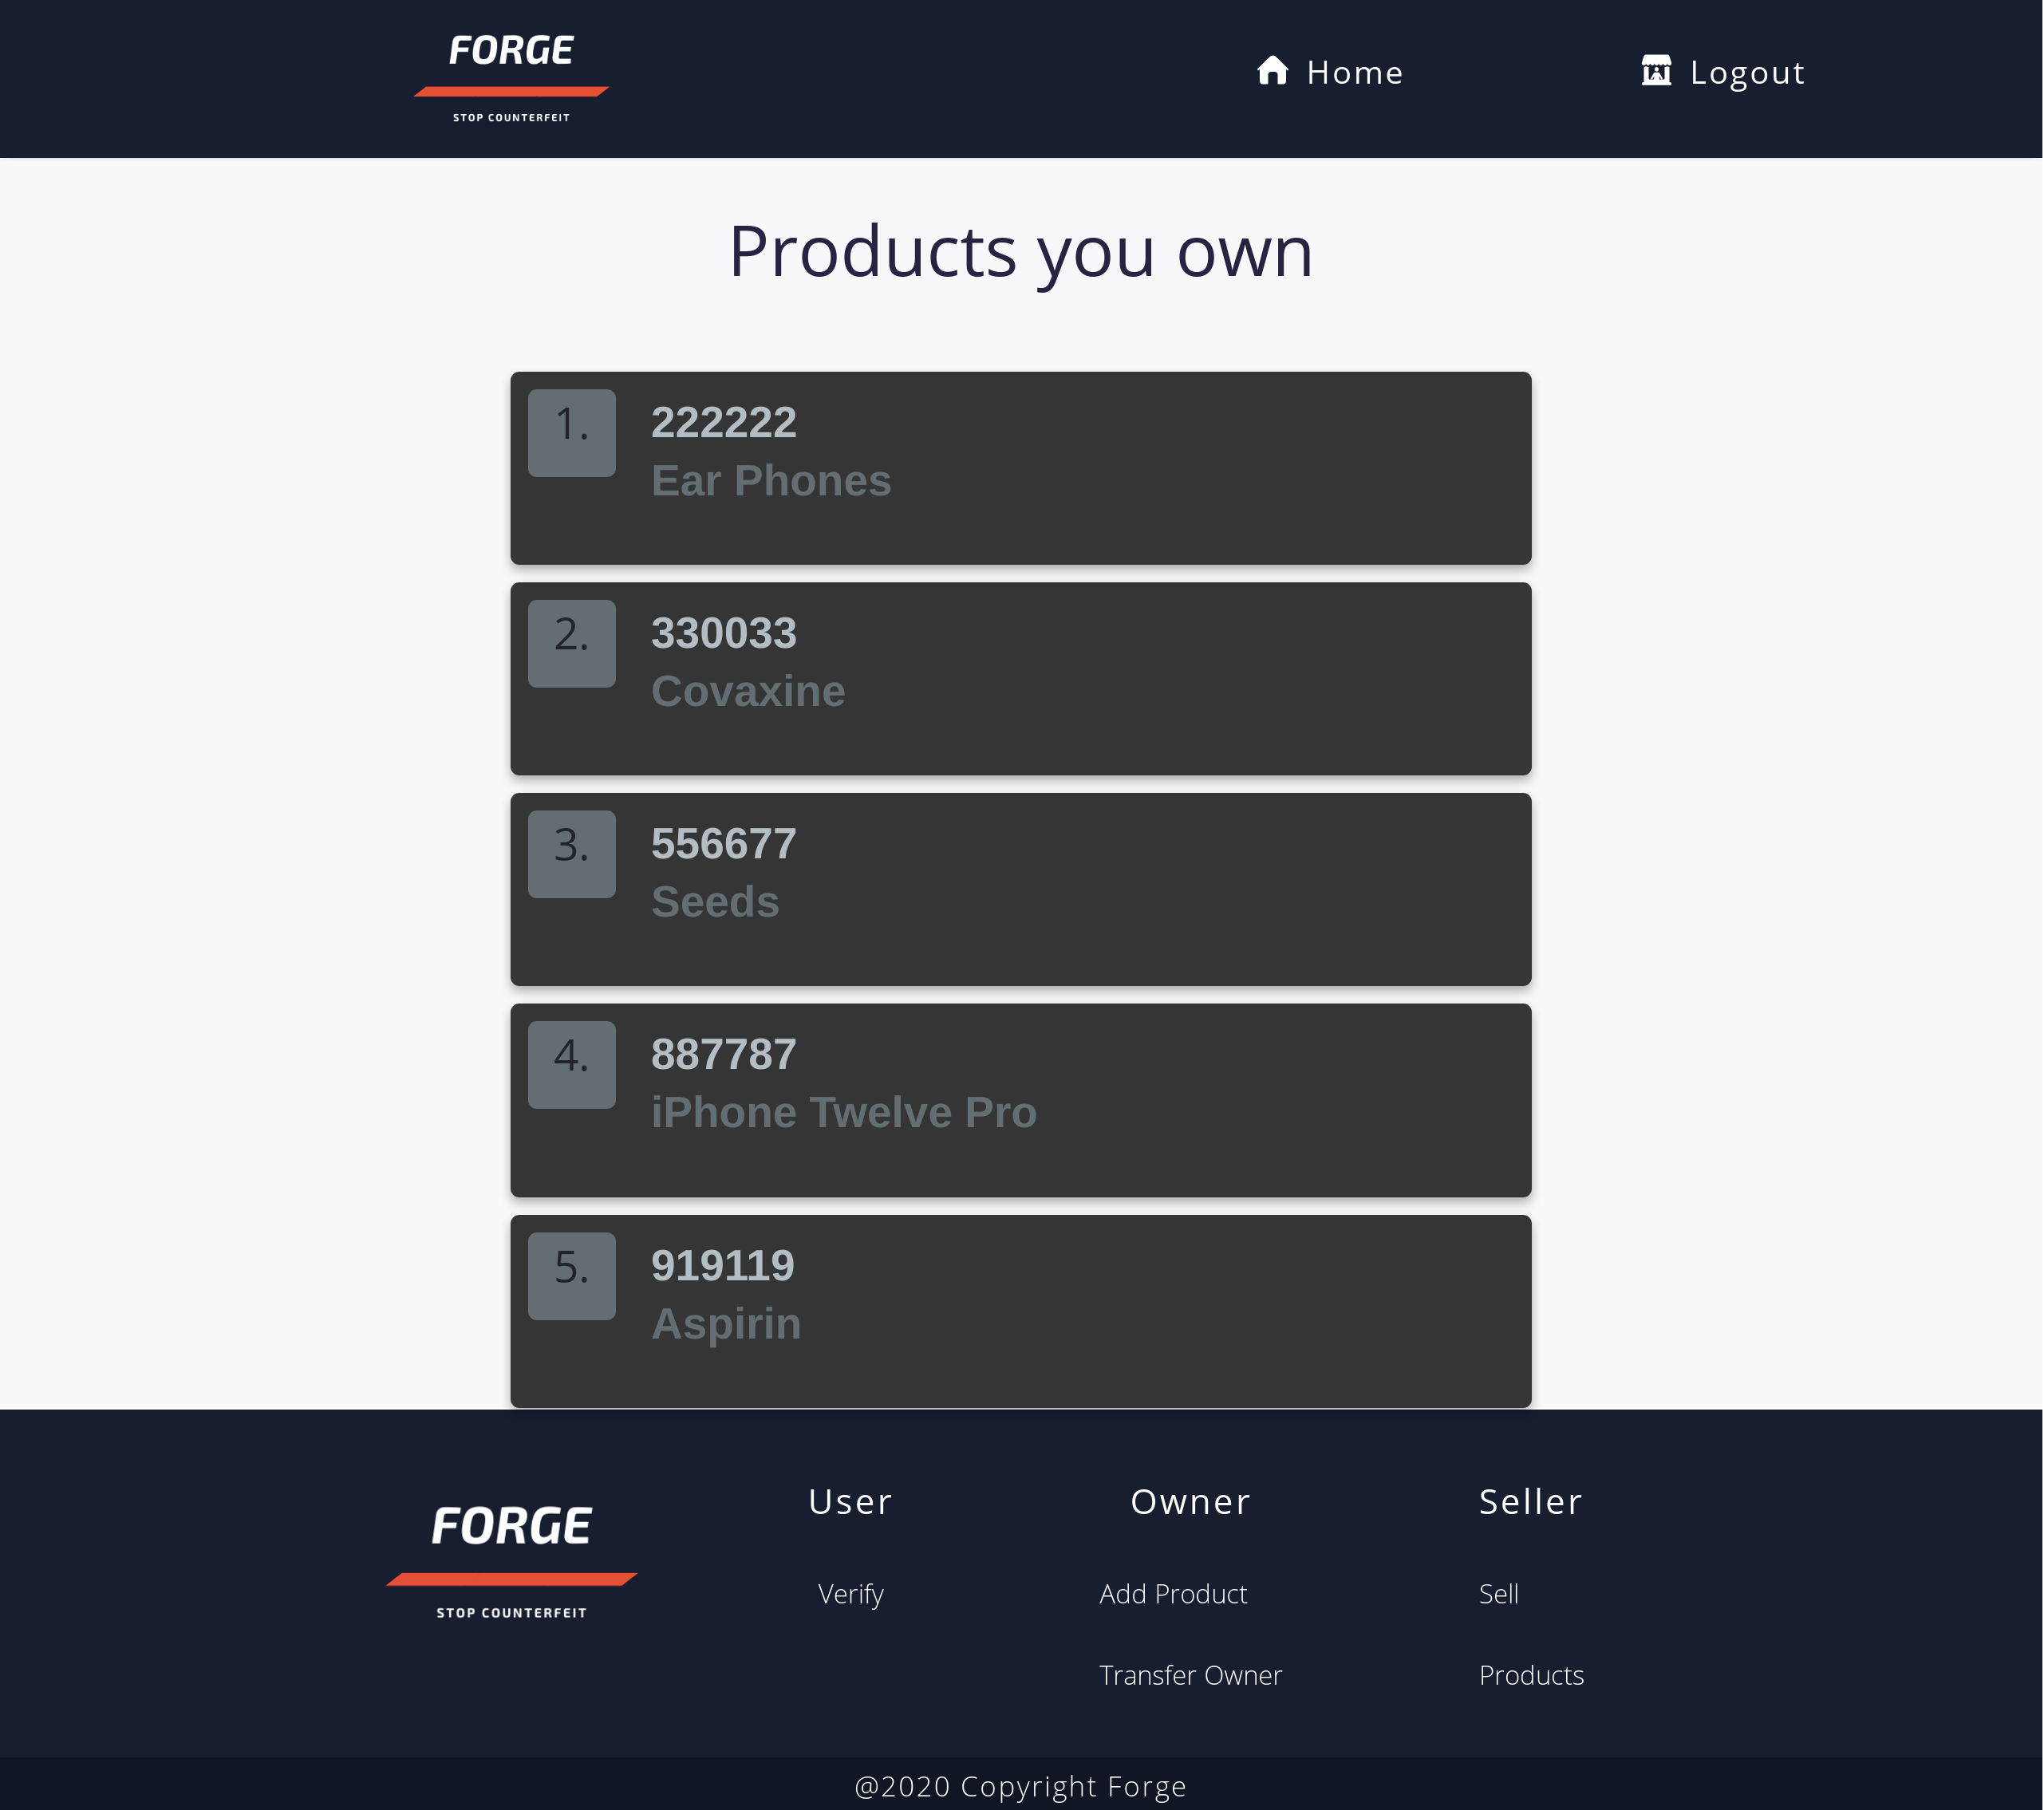 FORGE
STOP COUNTERFEIT
Home
Logout
Products you own
1.
222222
Ear Phones
2.
330033
Covaxine
3.
556677
Seeds
4.
887787
iPhone Twelve Pro
5.
919119
Aspirin
FORGE
STOP COUNTERFEIT
User
Verify
Owner
Add Product
Transfer Owner
Seller
Sell
Products
@2020 Copyright Forge